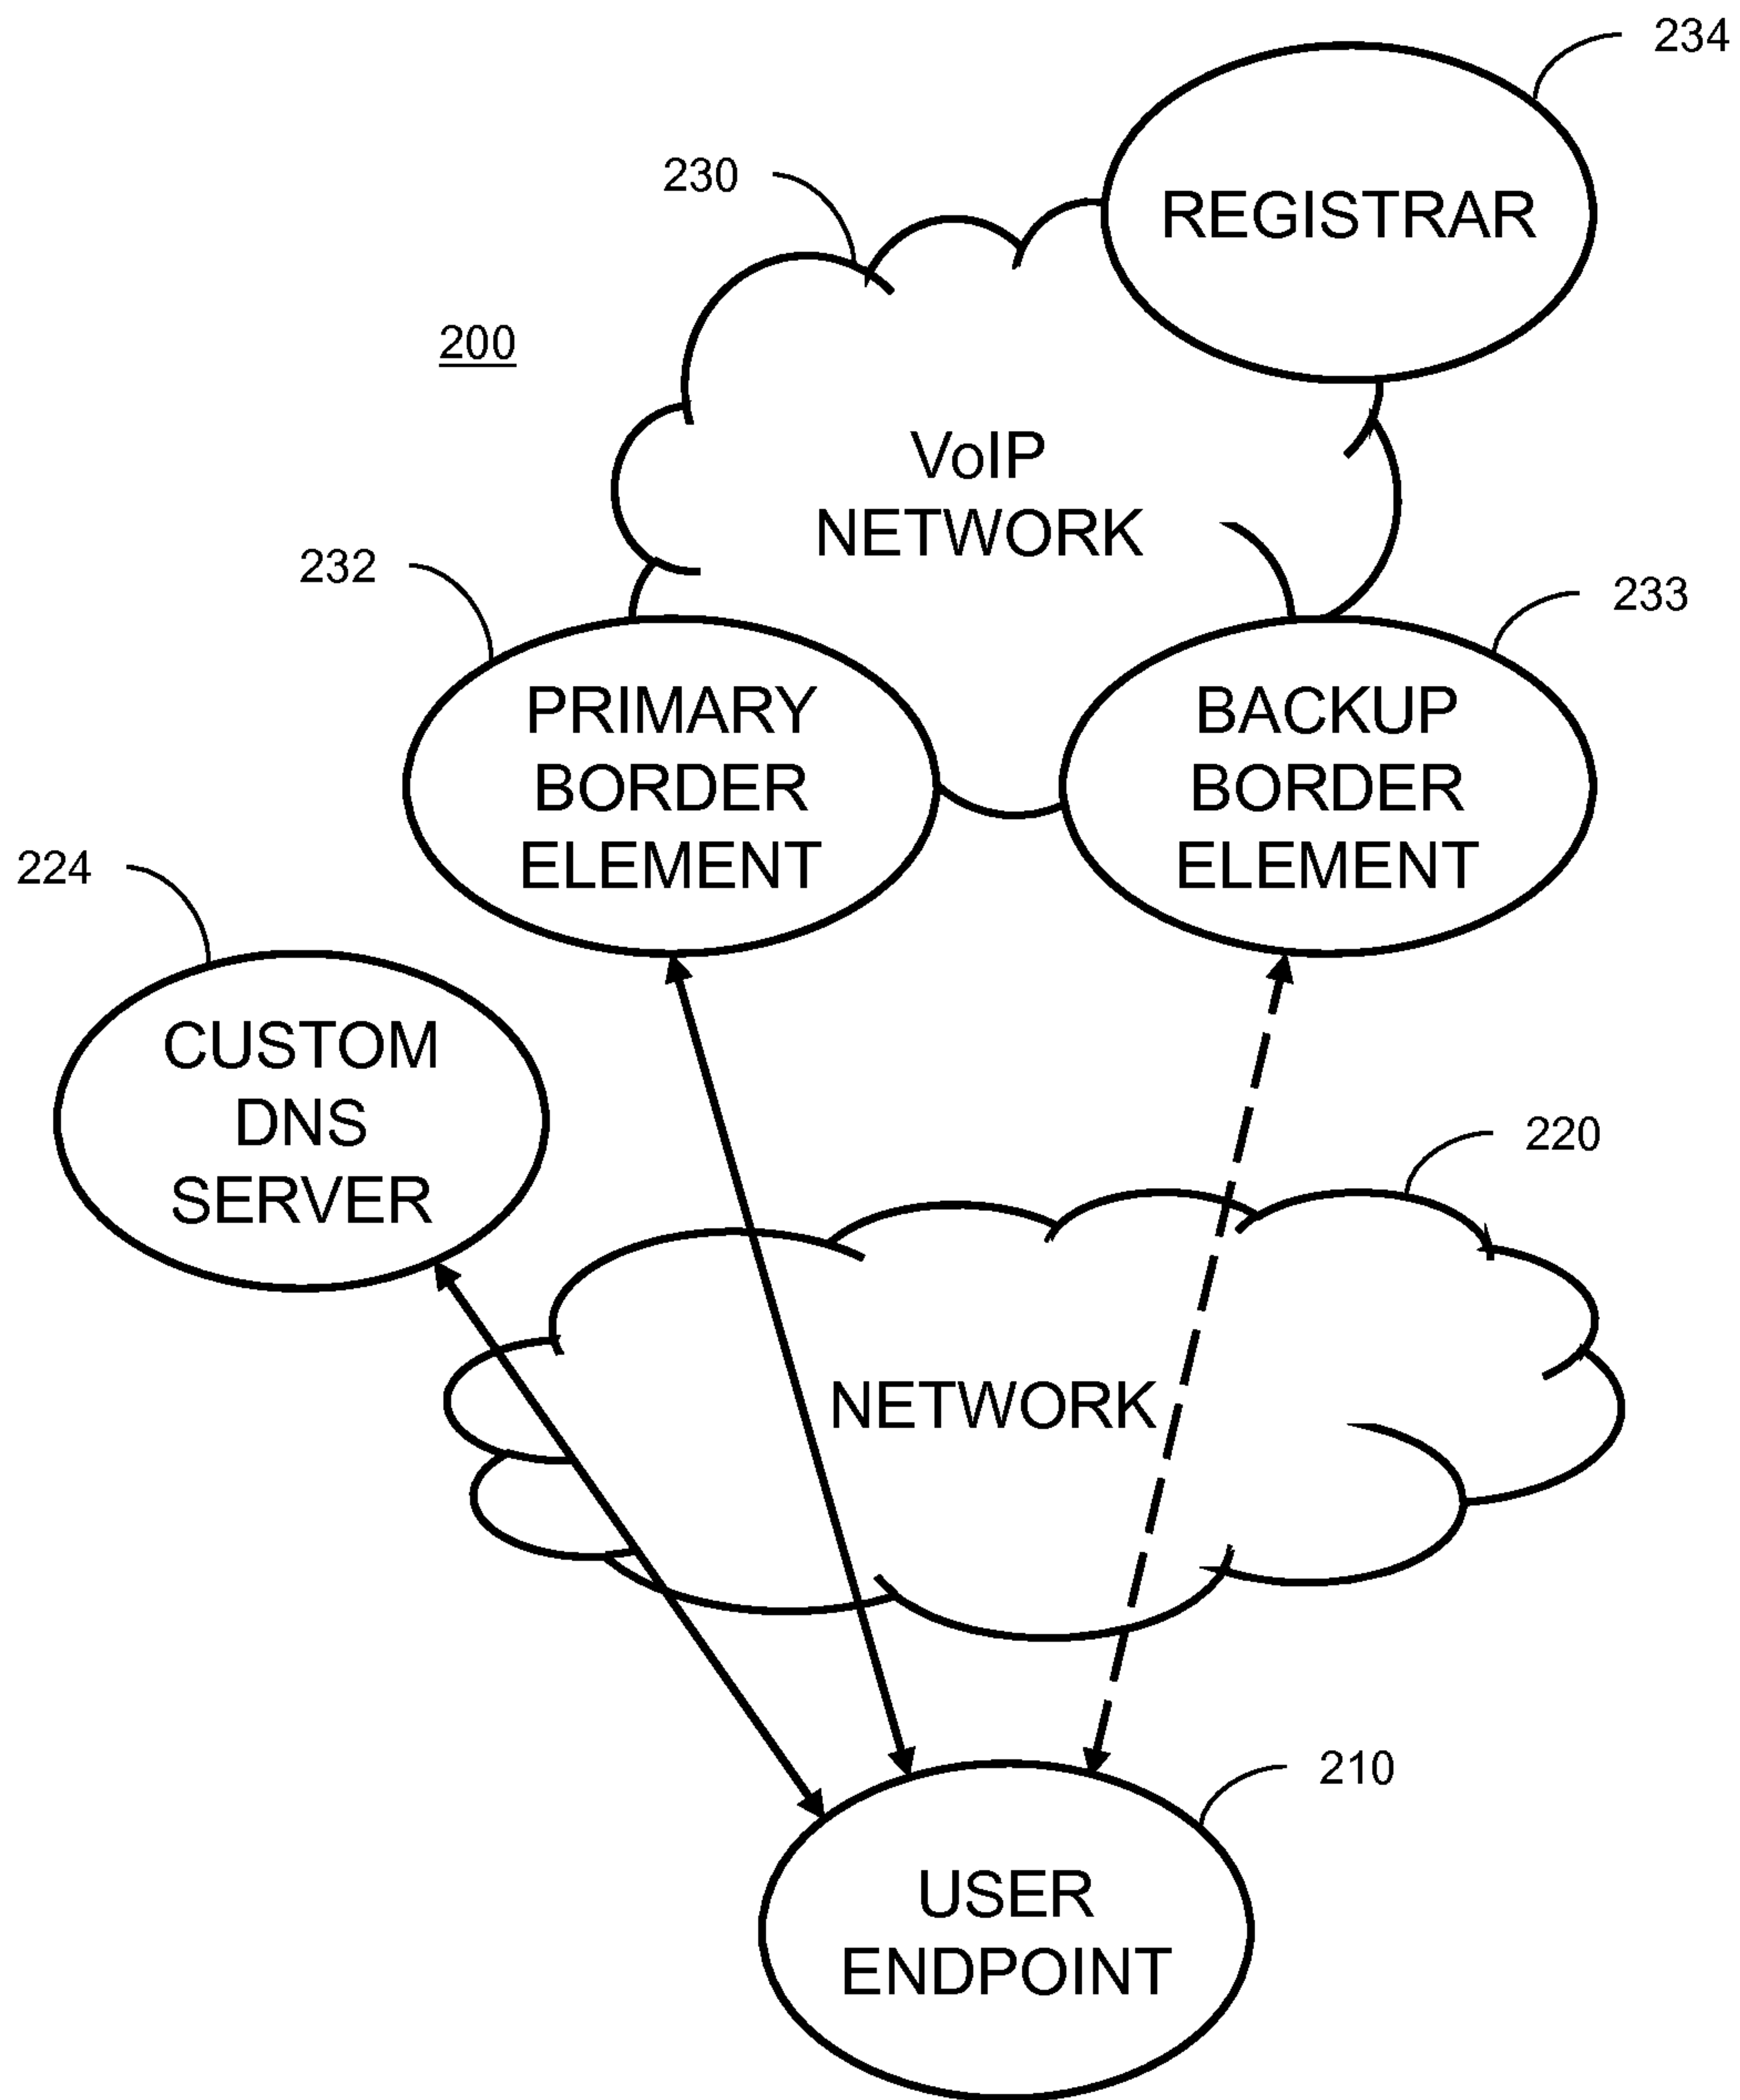 234
230
REGISTRAR
200
VoIP
NETWORK
232
233
PRIMARY
BORDER
ELEMENT
BACKUP
BORDER
ELEMENT
224
CUSTOM
DNS
SERVER
220
NETWORK
210
USER
ENDPOINT